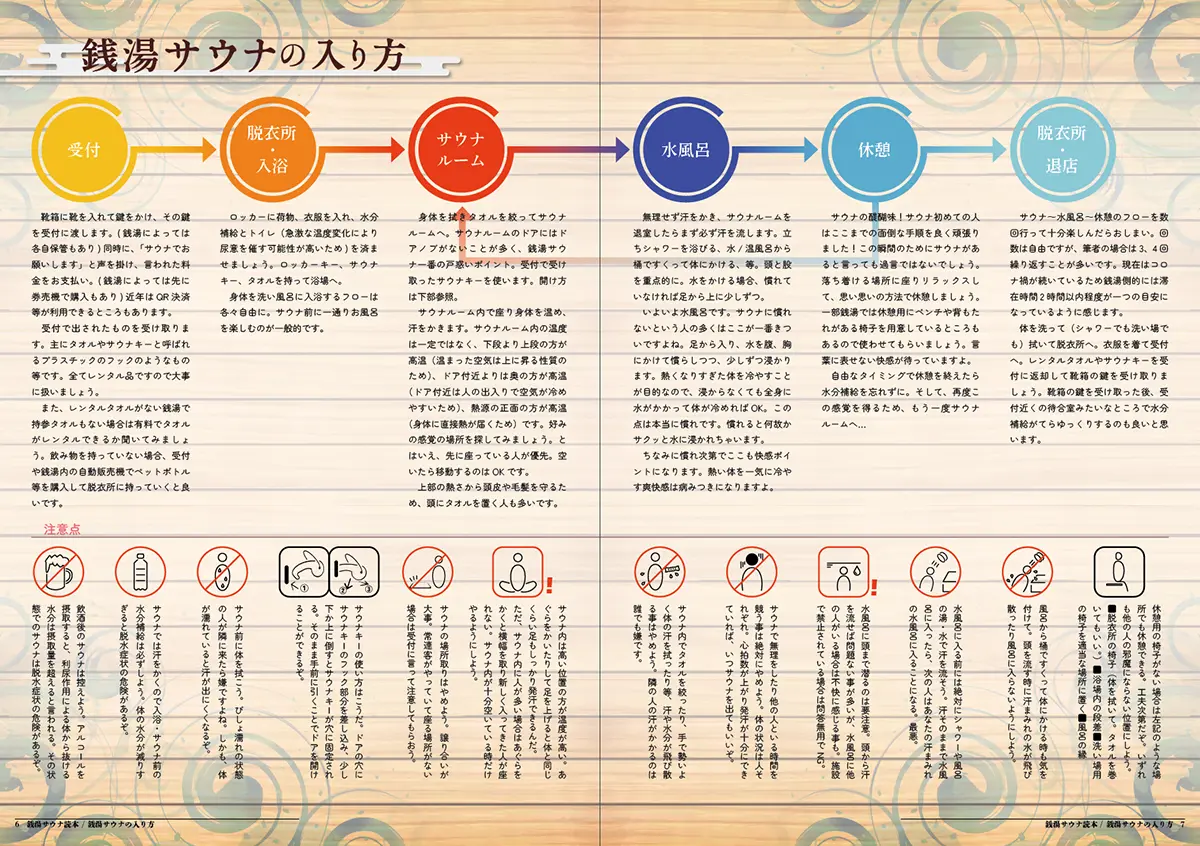 銭湯サウナの入り方
受付
脱衣所
・
入浴
サウナ
ルーム
水風呂
休憩
脱衣所
・
退店
靴箱に靴を入れて鍵をかけ、その鍵
を受付に渡します。(銭湯によっては
各自保管もあり) 同時に、「サウナでお
願いします」と声を掛け、言われた料
金をお支払い。(銭湯によっては先に
券売機で購入もあり) 近年は QR 決済
等が利用できるところもあります。
受付で出されたものを受け取りま
す。主にタオルやサウナキーと呼ばれ
るプラスチックのフックのようなもの
等です。全てレンタル品ですので大事
に扱いましょう。
また、レンタルタオルがない銭湯で
持参タオルもない場合は有料でタオル
がレンタルできるか聞いてみましょ
う。飲み物を持っていない場合、受付
や銭湯内の自動販売機でペットボトル
等を購入して脱衣所に持っていくと良
いです。
ロッカーに荷物、衣服を入れ、水分
補給とトイレ（急激な温度変化により
尿意を催す可能性が高いため）を済ま
せましょう。ロッカーキー、サウナ
キー、タオルを持って浴場へ。
身体を洗い風呂に入浴するフローは
各々自由に。サウナ前に一通りお風呂
を楽しむのが一般的です。
身体を拭きタオルを絞ってサウナ
ルームへ。サウナルームのドアにはド
アノブがないことが多く、銭湯サウ
ナ一番の戸惑いポイント。受付で受け
取ったサウナキーを使います。開け方
は下部参照。
サウナルーム内で座り身体を温め、
汗をかきます。サウナルーム内の温度
は一定ではなく、下段より上段の方が
高温（温まった空気は上に昇る性質の
ため）、ドア付近よりは奥の方が高温
（ドア付近は人の出入りで空気が冷め
やすいため）、熱源の正面の方が高温
（身体に直接熱が届くため）です。好み
の感覚の場所を探してみましょう。と
はいえ、先に座っている人が優先。空
いたら移動するのは OK です。
上部の熱さから頭皮や毛髪を守るた
め、頭にタオルを置く人も多いです。
無理せず汗をかき、サウナルームを
退室したらまず必ず汗を流します。立
ちシャワーを浴びる、水 / 温風呂から
桶ですくって体にかける、等。頭と股
を重点的に。水をかける場合、慣れて
いなければ足から上に少しずつ。
いよいよ水風呂です。サウナに慣れ
ないという人の多くはここが一番きつ
いですよね。足から入り、水を腹、胸
にかけて慣らしつつ、少しずつ浸かり
ます。熱くなりすぎた体を冷やすこと
が目的なので、浸からなくても全身に
水がかかって体が冷めればOK。この
点は本当に慣れです。慣れると何故か
サクッと水に浸かれちゃいます。
ちなみに慣れ次第でここも快感ポイ
ントになります。熱い体を一気に冷や
す爽快感は病みつきになりますよ。
サウナの醍醐味！サウナ初めての人
はここまでの面倒な手順を良く頑張り
ました！この瞬間のためにサウナがあ
ると言っても過言ではないでしょう。
落ち着ける場所に座りリラックスし
て、思い思いの方法で休憩しましょう。
一部銭湯では休憩用にベンチや背もた
れがある椅子を用意しているところも
あるので使わせてもらいましょう。言
葉に表せない快感が待っていますよ。
自由なタイミングで休憩を終えたら
水分補給を忘れずに。そして、再度こ
の感覚を得るため、もう一度サウナ
ルームへ…
サウナ～水風呂～休憩のフローを数
回行って十分楽しんだらおしまい。回
数は自由ですが、筆者の場合は 3、4 回
繰り返すことが多いです。現在はコロ
ナ禍が続いているため銭湯側的には滞
在時間 2 時間以内程度が一つの目安に
なっているように感じます。
体を洗って（シャワーでも洗い場で
も）拭いて脱衣所へ。衣服を着て受付
へ。レンタルタオルやサウナキーを受
付に返却して靴箱の鍵を受け取りま
しょう。靴箱の鍵を受け取った後、受
付近くの待合室みたいなところで水分
補給がてらゆっくりするのも良いと思
います。
注意点
飲酒後のサウナは控えよう。アルコールを
摂取すると、利尿作用による体から抜ける
水分は摂取量を超えると言われる。その状
態でのサウナは脱水症状の危険があるぞ。
サウナでは汗をかくので入浴・サウナ前の
水分補給は必ずしよう。体の水分が減りす
ぎると脱水症状の危険があるぞ。
サウナ前に体を拭こう。びしょ濡れの状態
の人が隣に来たら嫌ですよね。しかも、体
が濡れていると汗が出にくくなるぞ。
①
②
③
サウナキーの使い方はこうだ。ドアの穴に
サウナキーのフック部分を差し込み、少し
下か上に倒すとサウナキーが穴に固定され
る。そのまま手前に引くことでドアを開け
ることができるぞ。
サウナの場所取りはやめよう。譲り合いが
大事。常連客がやっていて座る場所がない
場合は受付に言って注意してもらおう。
サウナ内は高い位置の方が温度が高い。あ
ぐらをかいたりして足を上げると体と同じ
くらい足もしっかり発汗できるんだ。
ただ、サウナ内に人が多い場合はあぐらを
かくと横幅を取り新しく入ってきた人が座
れない。サウナ内が十分空いている時だけ
やるようにしよう。
サウナ内でタオルを絞ったり、手で勢いよ
く体の汗を拭ったりする等、汗や水分が飛び散
る事はやめよう。隣の人の汗がかかるのは
誰でも嫌です。
サウナで無理をしたり他の人といる時間を
競う事は絶対にやめよう。体の状況は人そ
れぞれ。心拍数が上がり発汗が十分にでき
ていれば、いつサウナを出てもいいぞ。
水風呂に頭まで潜るのは要注意。頭から汗
を流せば問題ない事が多いが、水風呂に他
の人がいる場合は不快に感じる事も。施設
で禁止されている場合は問答無用で NG。
水風呂に入る前には絶対にシャワーや風呂
の湯・水で汗を流そう。汗そのままで水風
呂に入ったら、次の人はあなたの汗まみれ
の水風呂に入ることになる。最悪。
風呂から桶ですくって体にかける時も気を
付けて。頭を流す時に汗まみれの水が飛び
散ったり風呂に入らないようにしよう。
休憩用の椅子がない場合は左記のような場
所でも休憩できる。工夫次第だぞ。いずれ
も他の人の邪魔にならない位置にしよう。
■脱衣所の椅子（体を拭いて、タオルを巻
いてもいい）■浴場内の段差■洗い場用
の椅子を適当な場所に置く■風呂の縁
6 銭湯サウナ読本 / 銭湯サウナの入り方
銭湯サウナ読本 / 銭湯サウナの入り方 7